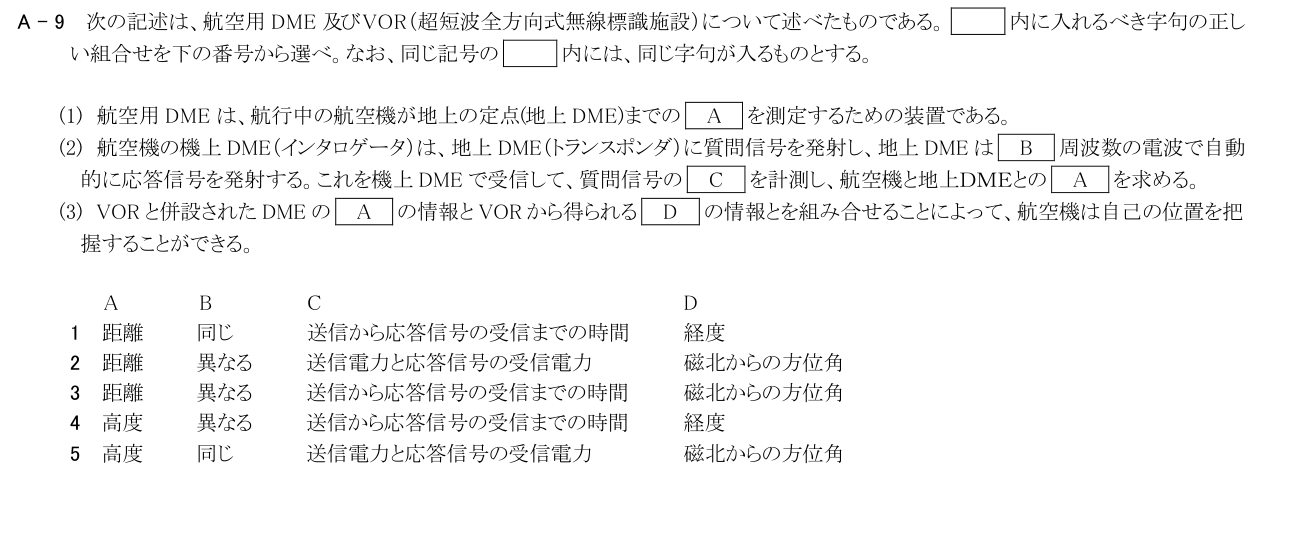 A－9 次の記述は、航空用 DME 及びVOR(超短波全方向式無線標識施設)について述べたものである。 内に入れるべき字句の正し
い組合せを下の番号から選べ。なお、同じ記号の 内には、同じ字句が入るものとする。
(1) 航空用 DME は、航行中の航空機が地上の定点(地上 DME)までの A を測定するための装置である。
(2) 航空機の機上 DME(インタロゲータ)は、地上 DME(トランスポンダ)に質問信号を発射し、地上 DME は B 周波数の電波で自動
的に応答信号を発射する。これを機上 DME で受信して、質問信号の C を計測し、航空機と地上DMEとの A を求める。
(3) VOR と併設された DME の A の情報と VOR から得られる D の情報とを組み合せることによって、航空機は自己の位置を把
握することができる。
A B C D
1 距離 同じ 送信から応答信号の受信までの時間 経度
2 距離 異なる 送信電力と応答信号の受信電力 磁北からの方位角
3 距離 異なる 送信から応答信号の受信までの時間 磁北からの方位角
4 高度 異なる 送信から応答信号の受信までの時間 経度
5 高度 同じ 送信電力と応答信号の受信電力 磁北からの方位角